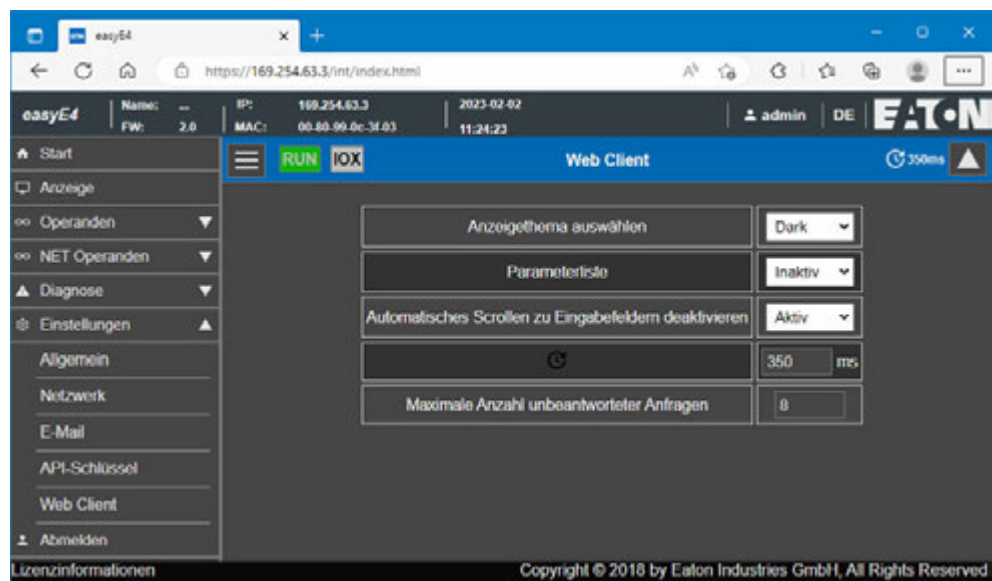 easyE4
https://169.254.63.3/int/index.html
easyE4
Name: --
FW: 2.0
IP: 169.254.63.3
MAC: 00-80-99-0c-3f-03
2023-02-02
11:24:23
admin
DE
EATON
Start
RUN
IOX
Web Client
350ms
Anzeige
Operanden
NET Operanden
Diagnose
Einstellungen
Allgemein
Netzwerk
E-Mail
API-Schlüssel
Web Client
Abmelden
Anzeigethema auswählen
Dark
Parameterliste
Inaktiv
Automatisches Scrollen zu Eingabefeldern deaktivieren
Aktiv
350 ms
Maximale Anzahl unbeantworteter Anfragen
8
Lizenzinformationen
Copyright © 2018 by Eaton Industries GmbH, All Rights Reserved